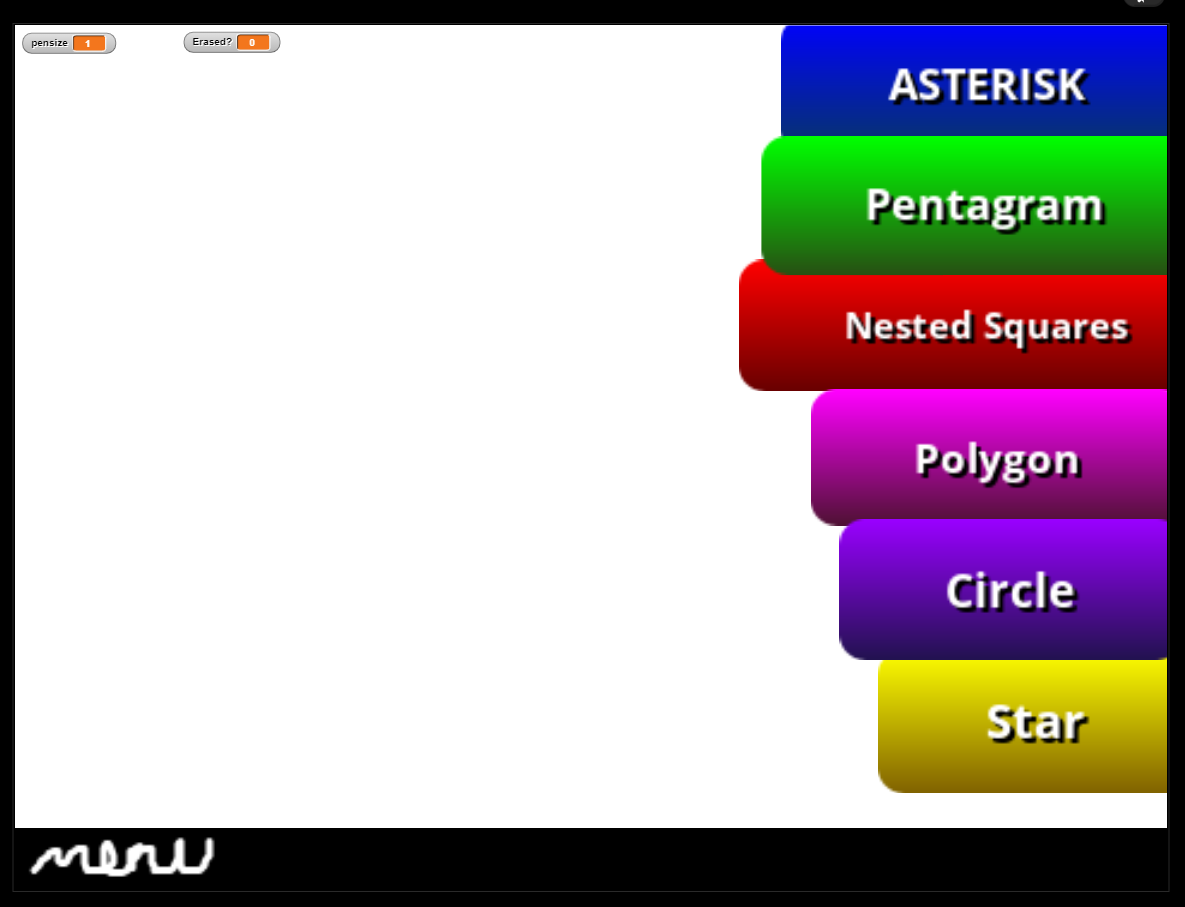 pensize 1 Erased? 0
ASTERISK
Pentagram
Nested Squares
Polygon
Circle
Star
menu